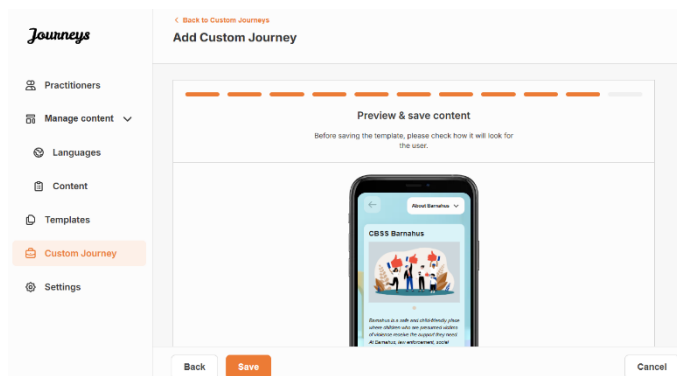 Journeys
Practitioners
Manage content
Languages
Content
Templates
Custom Journey
Settings
Back to Custom Journeys
Add Custom Journey
Preview & save content
Before saving the template, please check how it will look for
the user.
About Barnahus
CBSS Barnahus
Barnahus is a safe and child-friendly place
where children who are presumed victims
of violence receive the support they need.
At Barnahus, law enforcement, social
Back
Save
Cancel